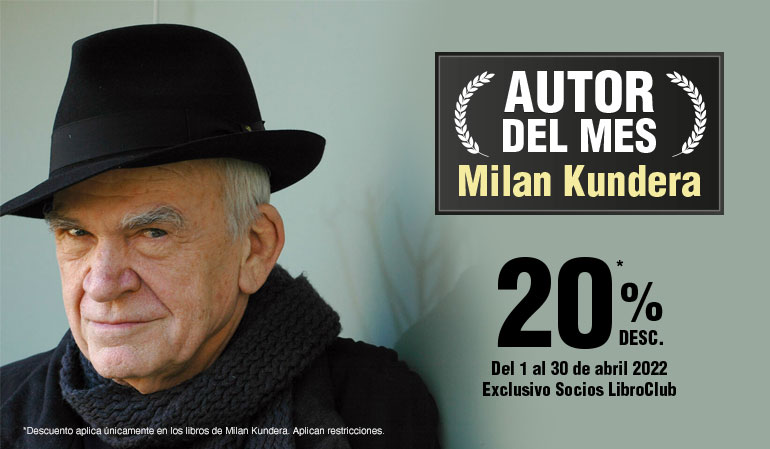 AUTOR
DEL MES
Milan Kundera
20*%
DESC.
Del 1 al 30 de abril 2022
Exclusivo Socios LibroClub
*Descuento aplica únicamente en los libros de Milan Kundera. Aplican restricciones.